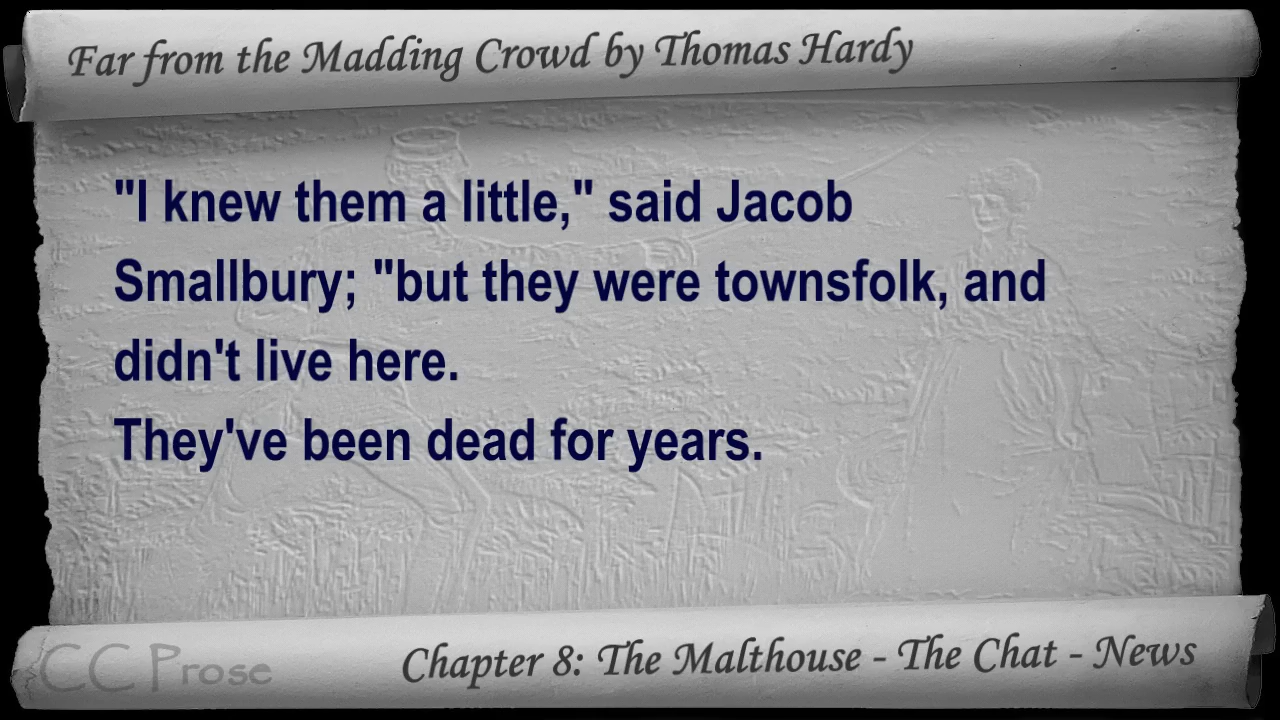 Far from the Madding Crowd by Thomas Hardy
"I knew them a little," said Jacob
Smallbury; "but they were townsfolk, and
didn't live here.
They've been dead for years.
CC Prose
Chapter 8: The Malthouse - The Chat - News